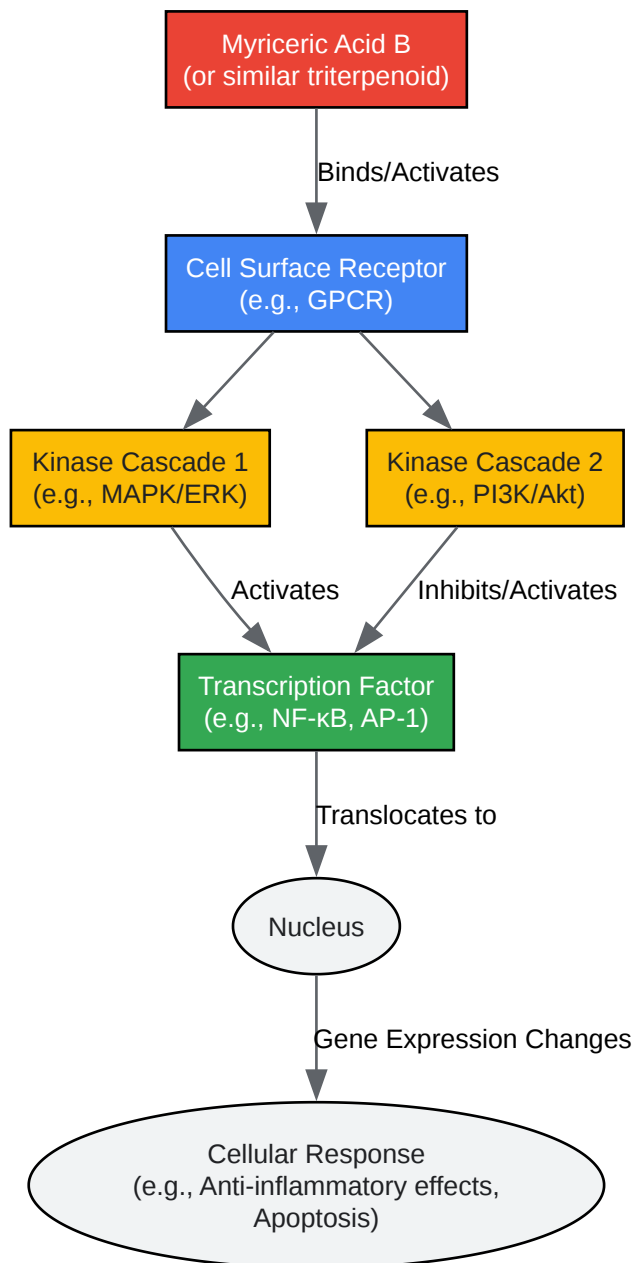 Myriceric Acid B
(or similar triterpenoid)
Binds/Activates
Cell Surface Receptor
(e.g., GPCR)
Kinase Cascade 1
(e.g., MAPK/ERK)
Kinase Cascade 2
(e.g., PI3K/Akt)
Activates
Inhibits/Activates
Transcription Factor
(e.g., NF-κB, AP-1)
Translocates to
Nucleus
Gene Expression Changes
Cellular Response
(e.g., Anti-inflammatory effects,
Apoptosis)